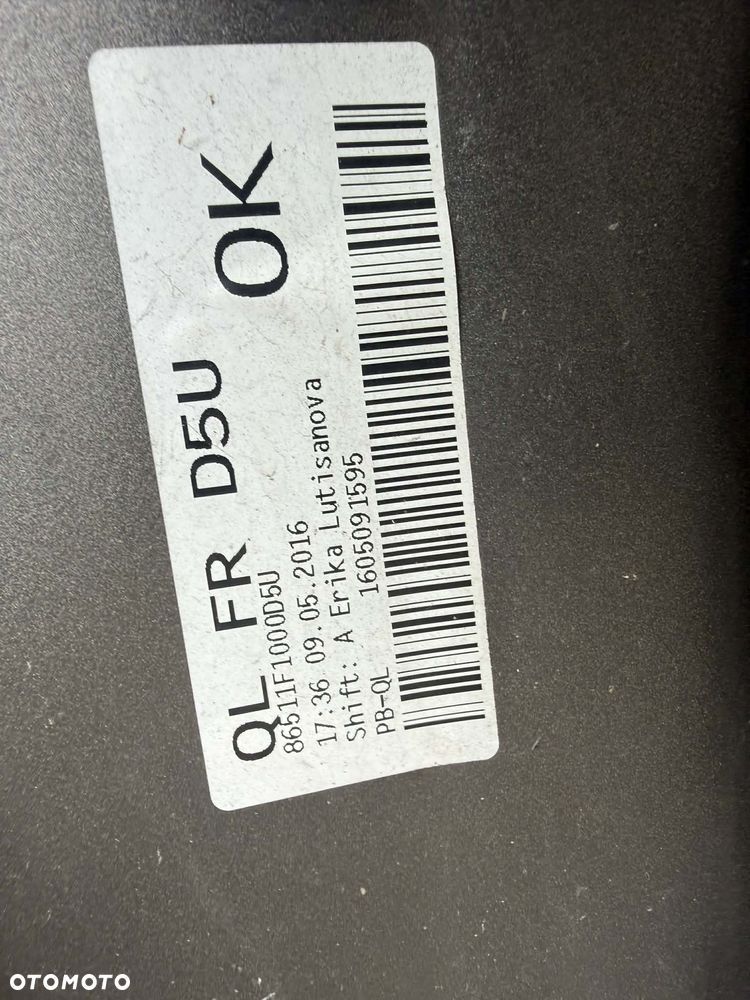 QL FR D5U OK
86511F1000D5U
17:36 09.05.2016
Shift: A Erika Lutisanova
PB-QL 1605091595
OTOMOTO